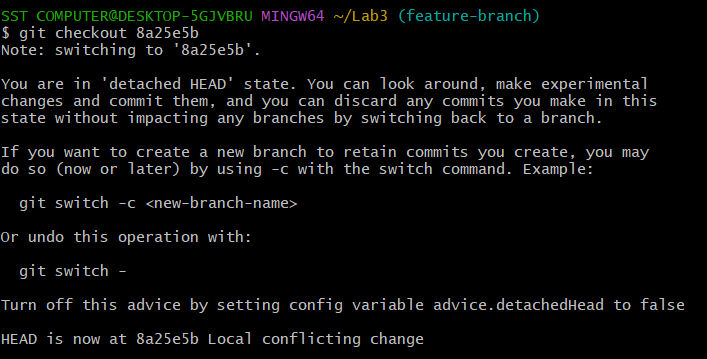 SST COMPUTER@DESKTOP-5GJVBRU MINGW64 ~/Lab3 (feature-branch)
$ git checkout 8a25e5b
Note: switching to '8a25e5b'.
You are in 'detached HEAD' state. You can look around, make experimental
changes and commit them, and you can discard any commits you make in this
state without impacting any branches by switching back to a branch.
If you want to create a new branch to retain commits you create, you may
do so (now or later) by using -c with the switch command. Example:
git switch -c <new-branch-name>
Or undo this operation with:
git switch -
Turn off this advice by setting config variable advice.detachedHead to false
HEAD is now at 8a25e5b Local conflicting change